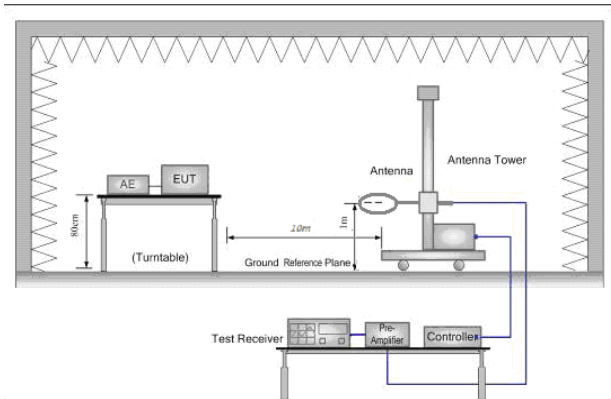 Antenna Tower
Antenna
EUT
AE
80cm
(Turntable)
10m
1m
Ground Reference Plane
Test Receiver
Pre-
Amplifier
Controller